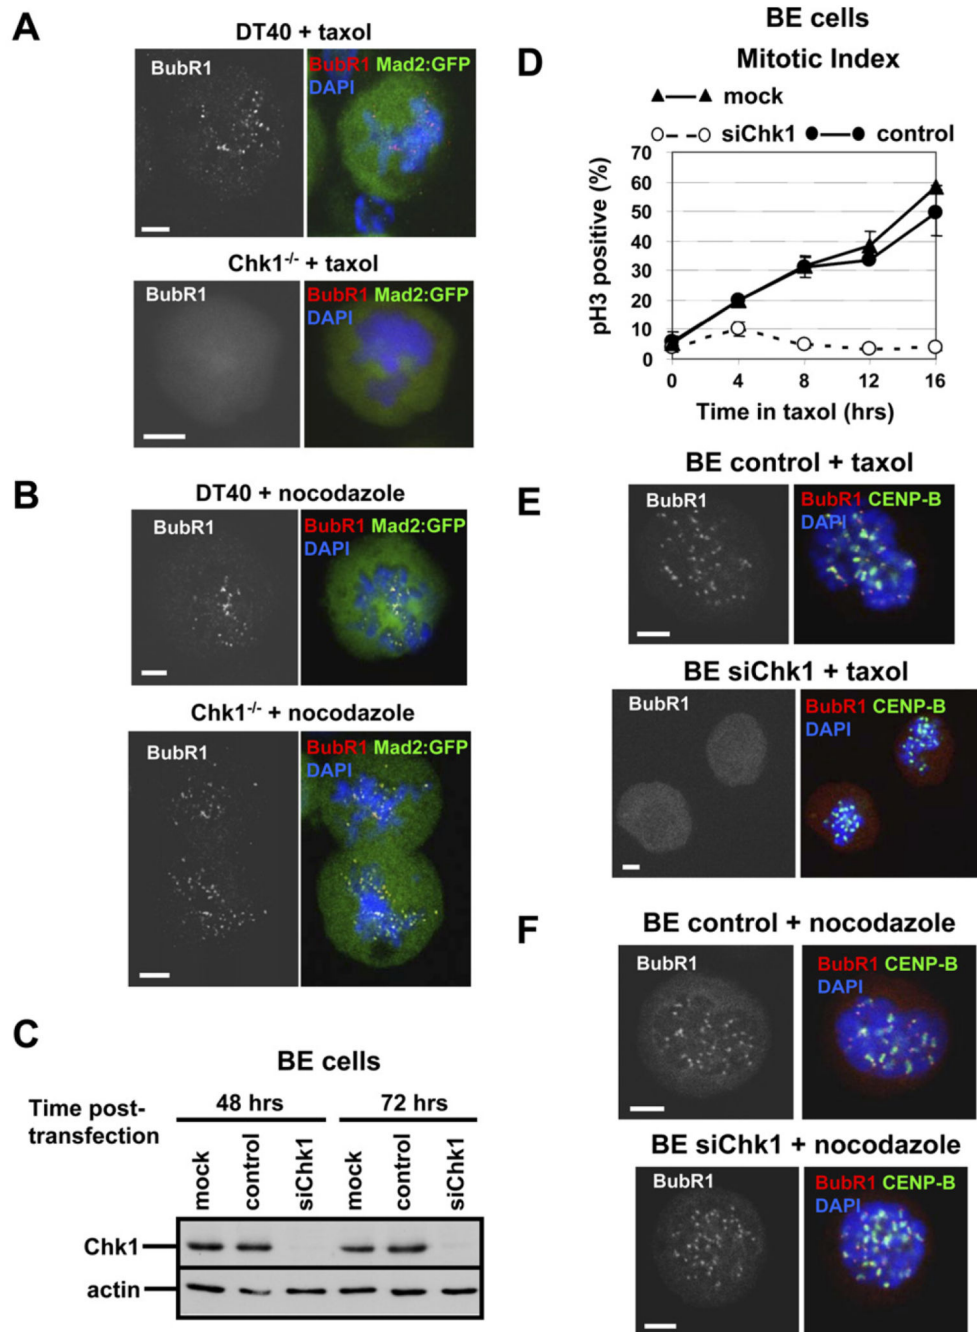 A
DT40 + taxol
BubR1
BubR1 Mad2:GFP
DAPI
Chk1-/- + taxol
BubR1
BubR1 Mad2:GFP
DAPI
B
DT40 + nocodazole
BubR1
BubR1 Mad2:GFP
DAPI
Chk1-/- + nocodazole
BubR1
BubR1 Mad2:GFP
DAPI
C
BE cells
Time post-
transfection
48 hrs
72 hrs
mock
control
siChk1
mock
control
siChk1
Chk1
actin
D
BE cells
Mitotic Index
mock
siChk1
control
pH3 positive (%)
70
60
50
40
30
20
10
0
0
4
8
12
16
Time in taxol (hrs)
E
BE control + taxol
BubR1
BubR1 CENP-B
DAPI
BE siChk1 + taxol
BubR1
BubR1 CENP-B
DAPI
F
BE control + nocodazole
BubR1
BubR1 CENP-B
DAPI
BE siChk1 + nocodazole
BubR1
BubR1 CENP-B
DAPI